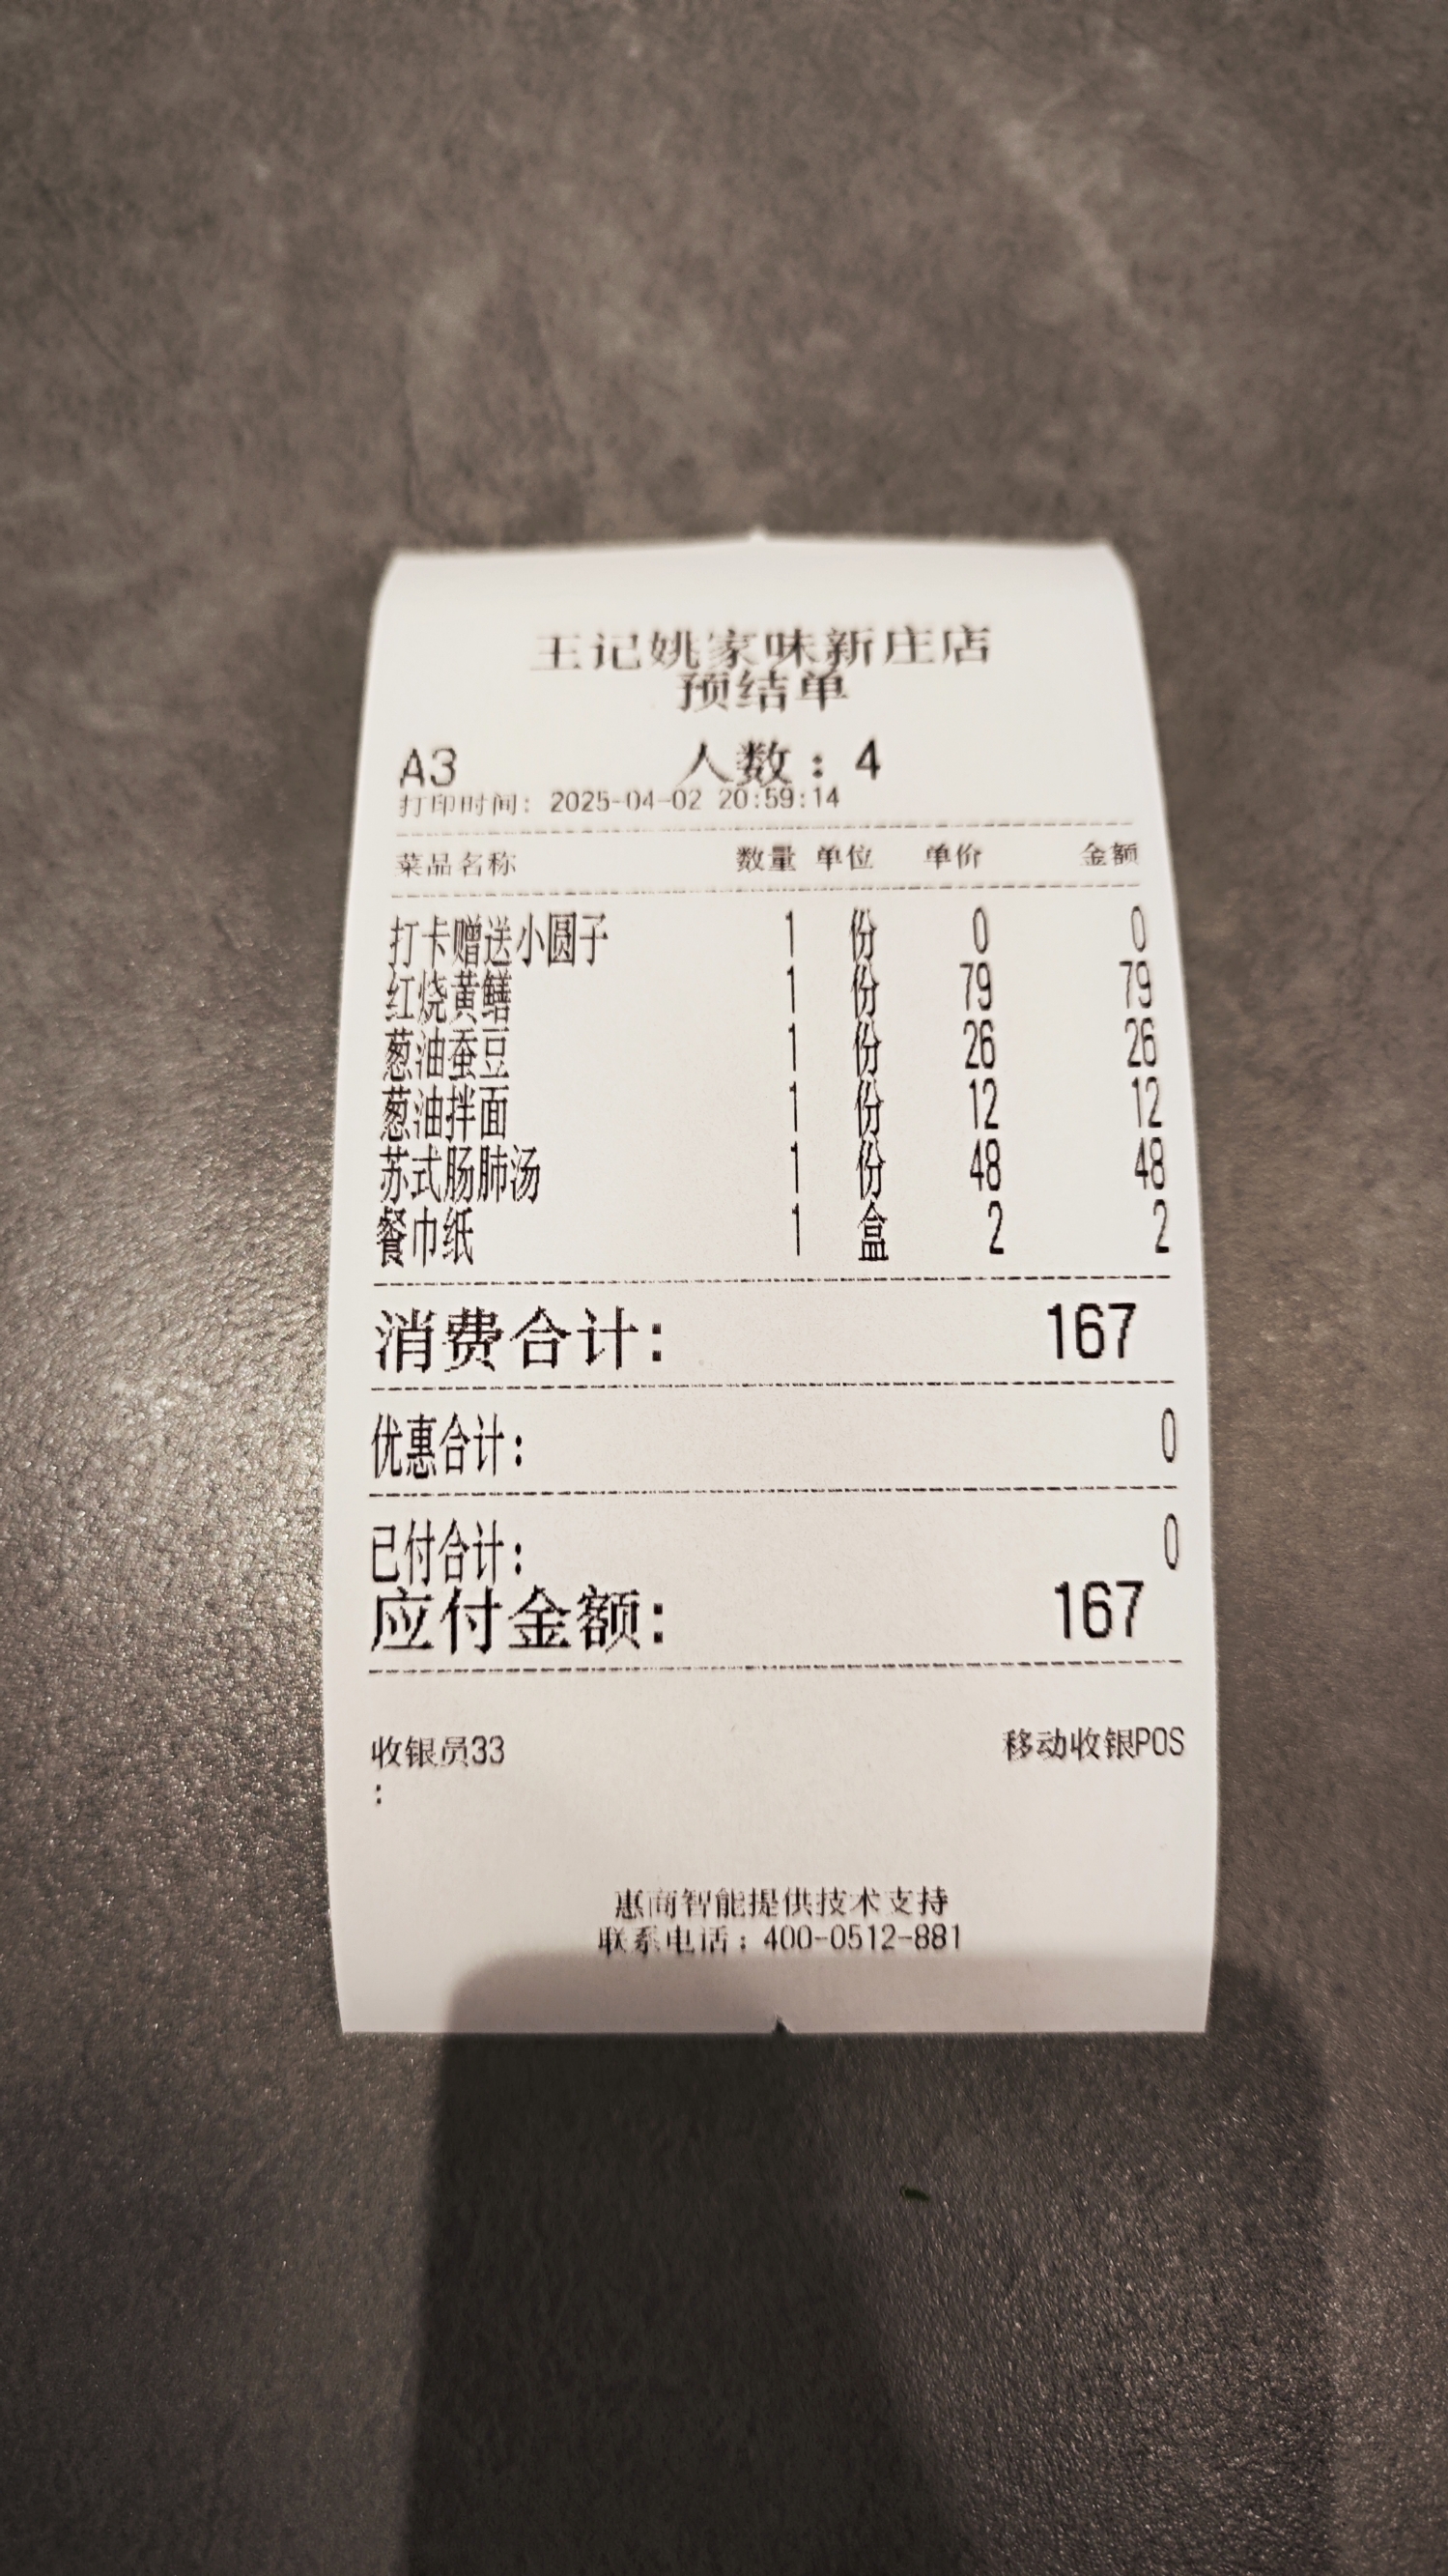 王记姚家味新庄店
预结单
A3 人数：4
打印时间：2025-04-02 20:59:14
菜品名称 数量 单位 单价 金额
打卡赠送小圆子 1 份 0 0
红烧黄鳝 1 份 79 79
葱油蚕豆 1 份 26 26
葱油拌面 1 份 12 12
苏式肠肺汤 1 份 48 48
餐巾纸 1 盒 2 2
消费合计: 167
优惠合计: 0
已付合计: 0
应付金额: 167
收银员33 移动收银POS
:
惠商智能提供技术支持
联系电话：400-0512-881